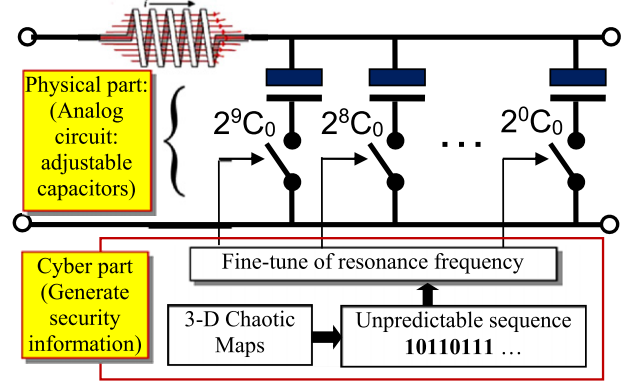 i
Physical part:
(Analog
circuit:
adjustable
capacitors)
2⁹C₀
2⁸C₀
...
2⁰C₀
Cyber part
(Generate
security
information)
Fine-tune of resonance frequency
3-D Chaotic
Maps
Unpredictable sequence
10110111 ...